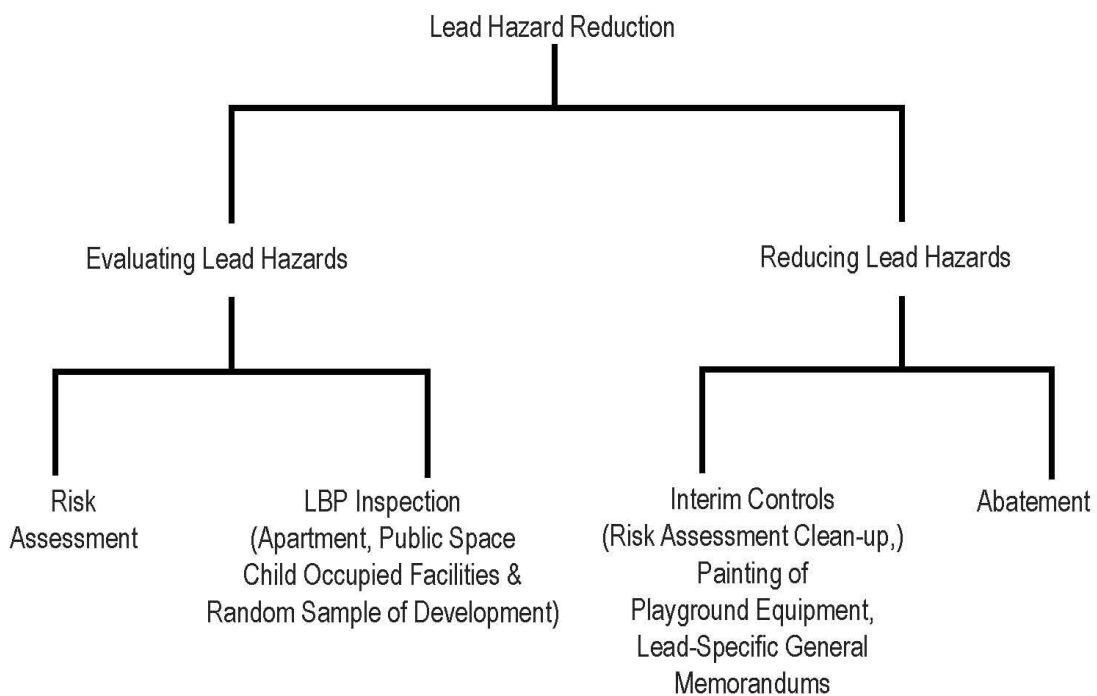 Lead Hazard Reduction
Evaluating Lead Hazards
Reducing Lead Hazards
Risk
Assessment
LBP Inspection
(Apartment, Public Space
Child Occupied Facilities &
Random Sample of Development)
Interim Controls
(Risk Assessment Clean-up,)
Painting of
Playground Equipment,
Lead-Specific General
Memorandums
Abatement